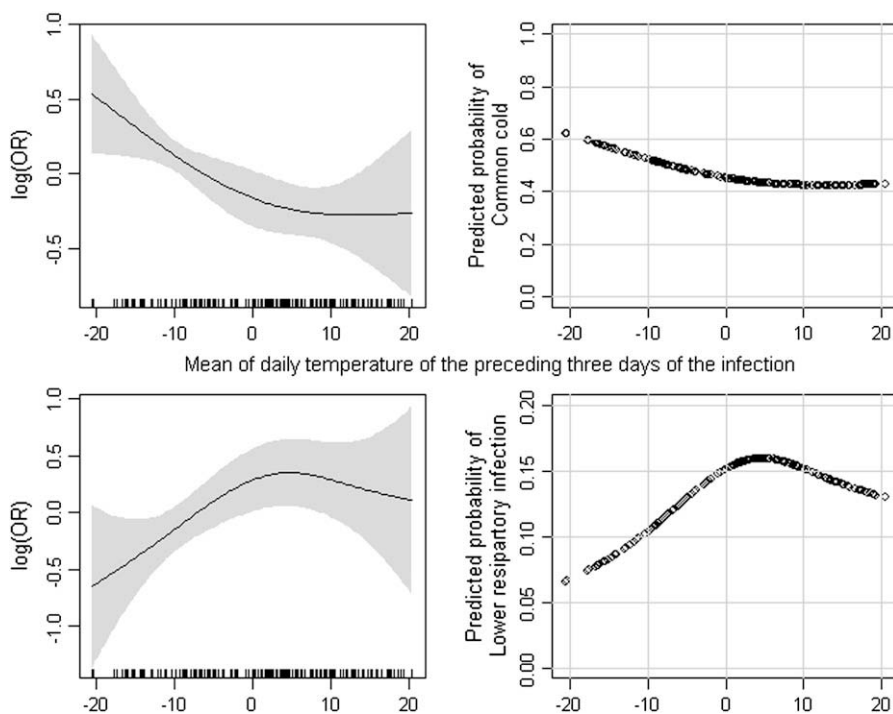 log(OR)
1.0
0.5
0.0
-0.5
-20 -10 0 10 20
Predicted probability of
Common cold
1.0
0.8
0.6
0.4
0.2
0.0
-20 -10 0 10 20
Mean of daily temperature of the preceding three days of the infection
log(OR)
1.0
0.5
0.0
-0.5
-1.0
-20 -10 0 10 20
Predicted probability of
Lower resipartory infection
0.20
0.15
0.10
0.05
0.00
-20 -10 0 10 20